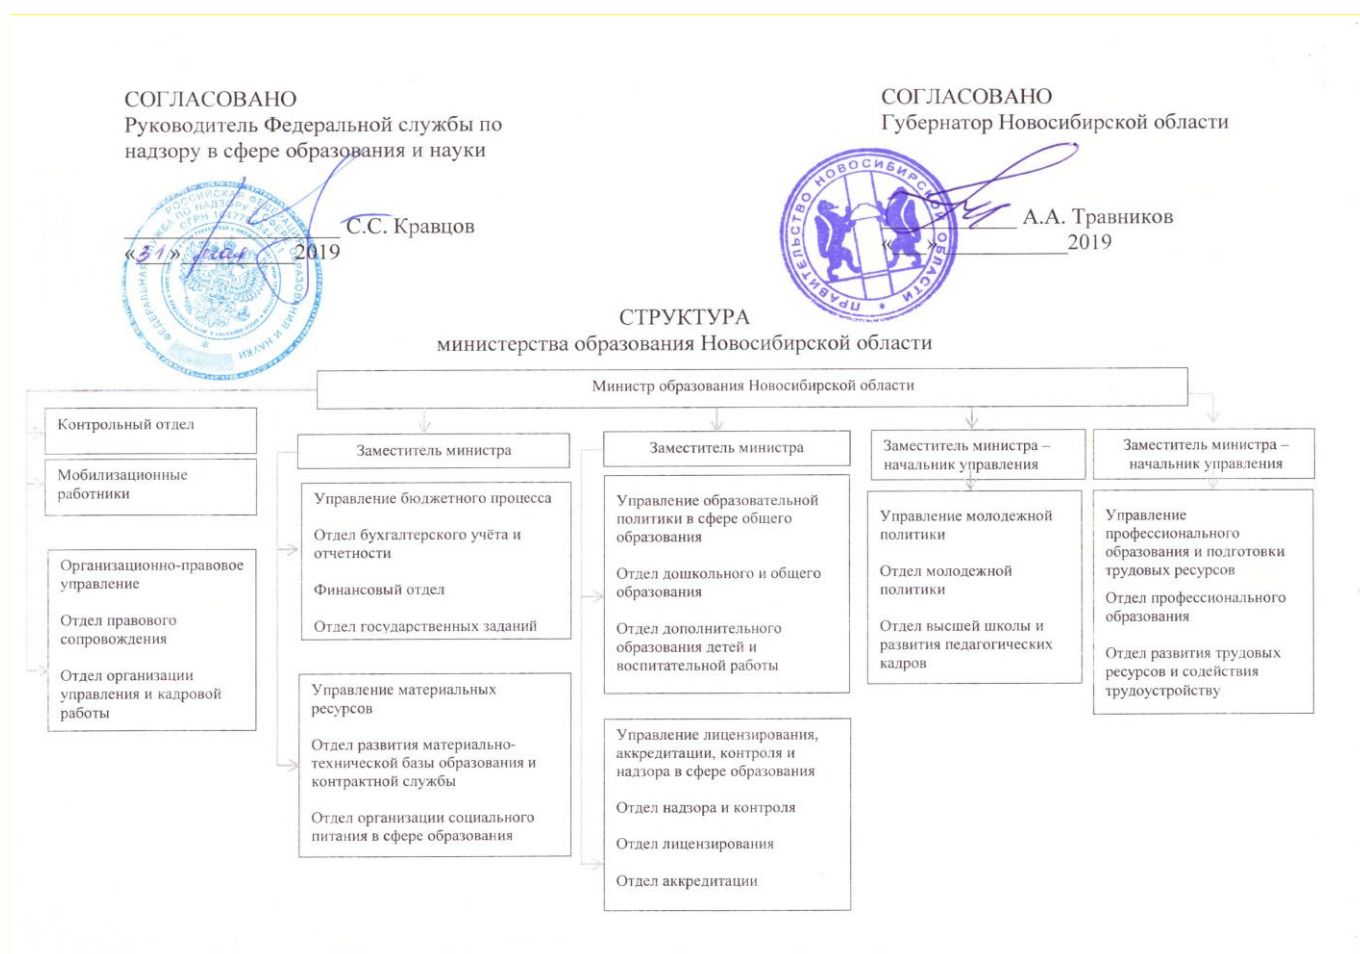 СОГЛАСОВАНО
Руководитель Федеральной службы по
надзору в сфере образования и науки
С.С. Кравцов
«31» мая 2019
СОГЛАСОВАНО
Губернатор Новосибирской области
А.А. Травников
« » 2019
ПРАВИТЕЛЬСТВО НОВОСИБИРСКОЙ ОБЛАСТИ
СТРУКТУРА
министерства образования Новосибирской области
Министр образования Новосибирской области
Контрольный отдел
Мобилизационные
работники
Организационно-правовое
управление
Отдел правового
сопровождения
Отдел организации
управления и кадровой
работы
Заместитель министра
Управление бюджетного процесса
Отдел бухгалтерского учёта и
отчетности
Финансовый отдел
Отдел государственных заданий
Управление материальных
ресурсов
Отдел развития материально-
технической базы образования и
контрактной службы
Отдел организации социального
питания в сфере образования
Заместитель министра
Управление образовательной
политики в сфере общего
образования
Отдел дошкольного и общего
образования
Отдел дополнительного
образования детей и
воспитательной работы
Управление лицензирования,
аккредитации, контроля и
надзора в сфере образования
Отдел надзора и контроля
Отдел лицензирования
Отдел аккредитации
Заместитель министра –
начальник управления
Управление молодежной
политики
Отдел молодежной
политики
Отдел высшей школы и
развития педагогических
кадров
Заместитель министра –
начальник управления
Управление
профессионального
образования и подготовки
трудовых ресурсов
Отдел профессионального
образования
Отдел развития трудовых
ресурсов и содействия
трудоустройству